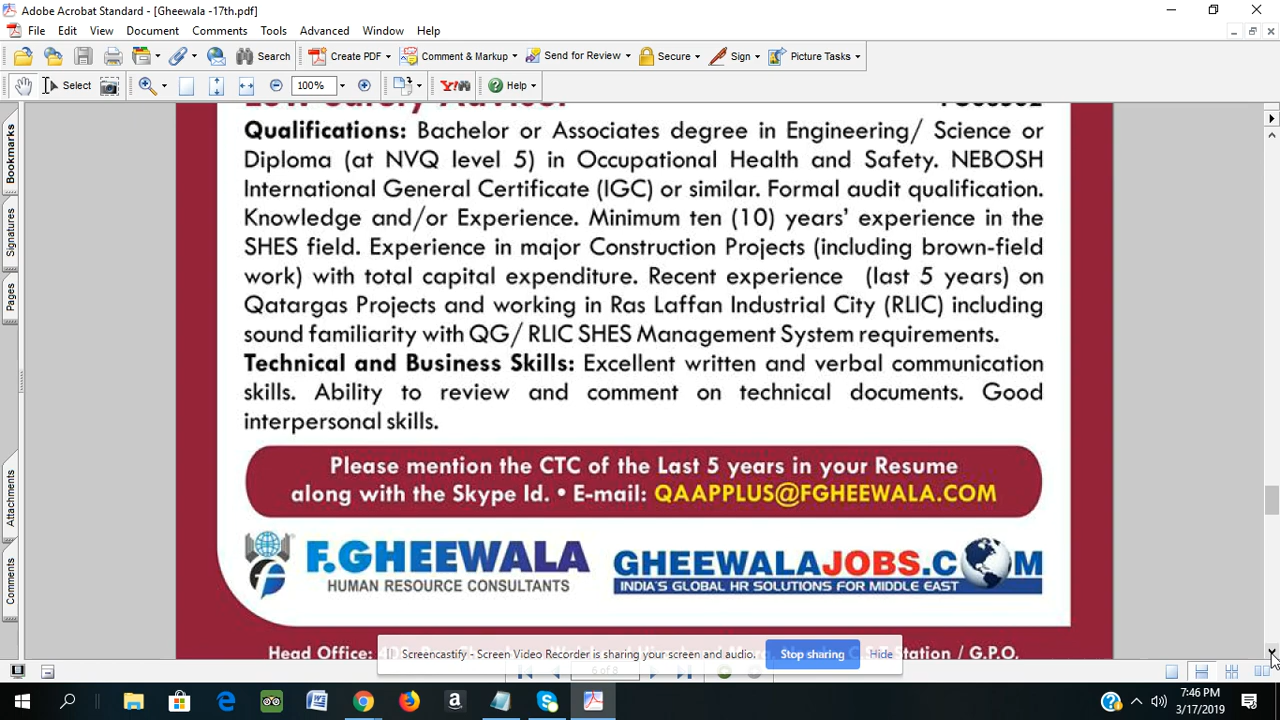 Adobe Acrobat Standard - [Gheewala -17th.pdf]
File Edit View Document Comments Tools Advanced Window Help
Search Create PDF Comment & Markup Send for Review Secure Sign Picture Tasks
Select 100% Y! Help
Bookmarks
Signatures
Pages
Attachments
Comments
Qualifications: Bachelor or Associates degree in Engineering/ Science or
Diploma (at NVQ level 5) in Occupational Health and Safety. NEBOSH
International General Certificate (IGC) or similar. Formal audit qualification.
Knowledge and/or Experience. Minimum ten (10) years' experience in the
SHES field. Experience in major Construction Projects (including brown-field
work) with total capital expenditure. Recent experience (last 5 years) on
Qatargas Projects and working in Ras Laffan Industrial City (RLIC) including
sound familiarity with QG/ RLIC SHES Management System requirements.
Technical and Business Skills: Excellent written and verbal communication
skills. Ability to review and comment on technical documents. Good
interpersonal skills.
Please mention the CTC of the Last 5 years in your Resume
along with the Skype Id. • E-mail: QAAPPLUS@FGHEEWALA.COM
F.GHEEWALA
HUMAN RESOURCE CONSULTANTS
GHEEWALAJOBS.COM
INDIA'S GLOBAL HR SOLUTIONS FOR MIDDLE EAST
Head Office: Station / G.P.O.
Screencastify - Screen Video Recorder is sharing your screen and audio. Stop sharing Hide
6 of 8
7:46 PM
3/17/2019